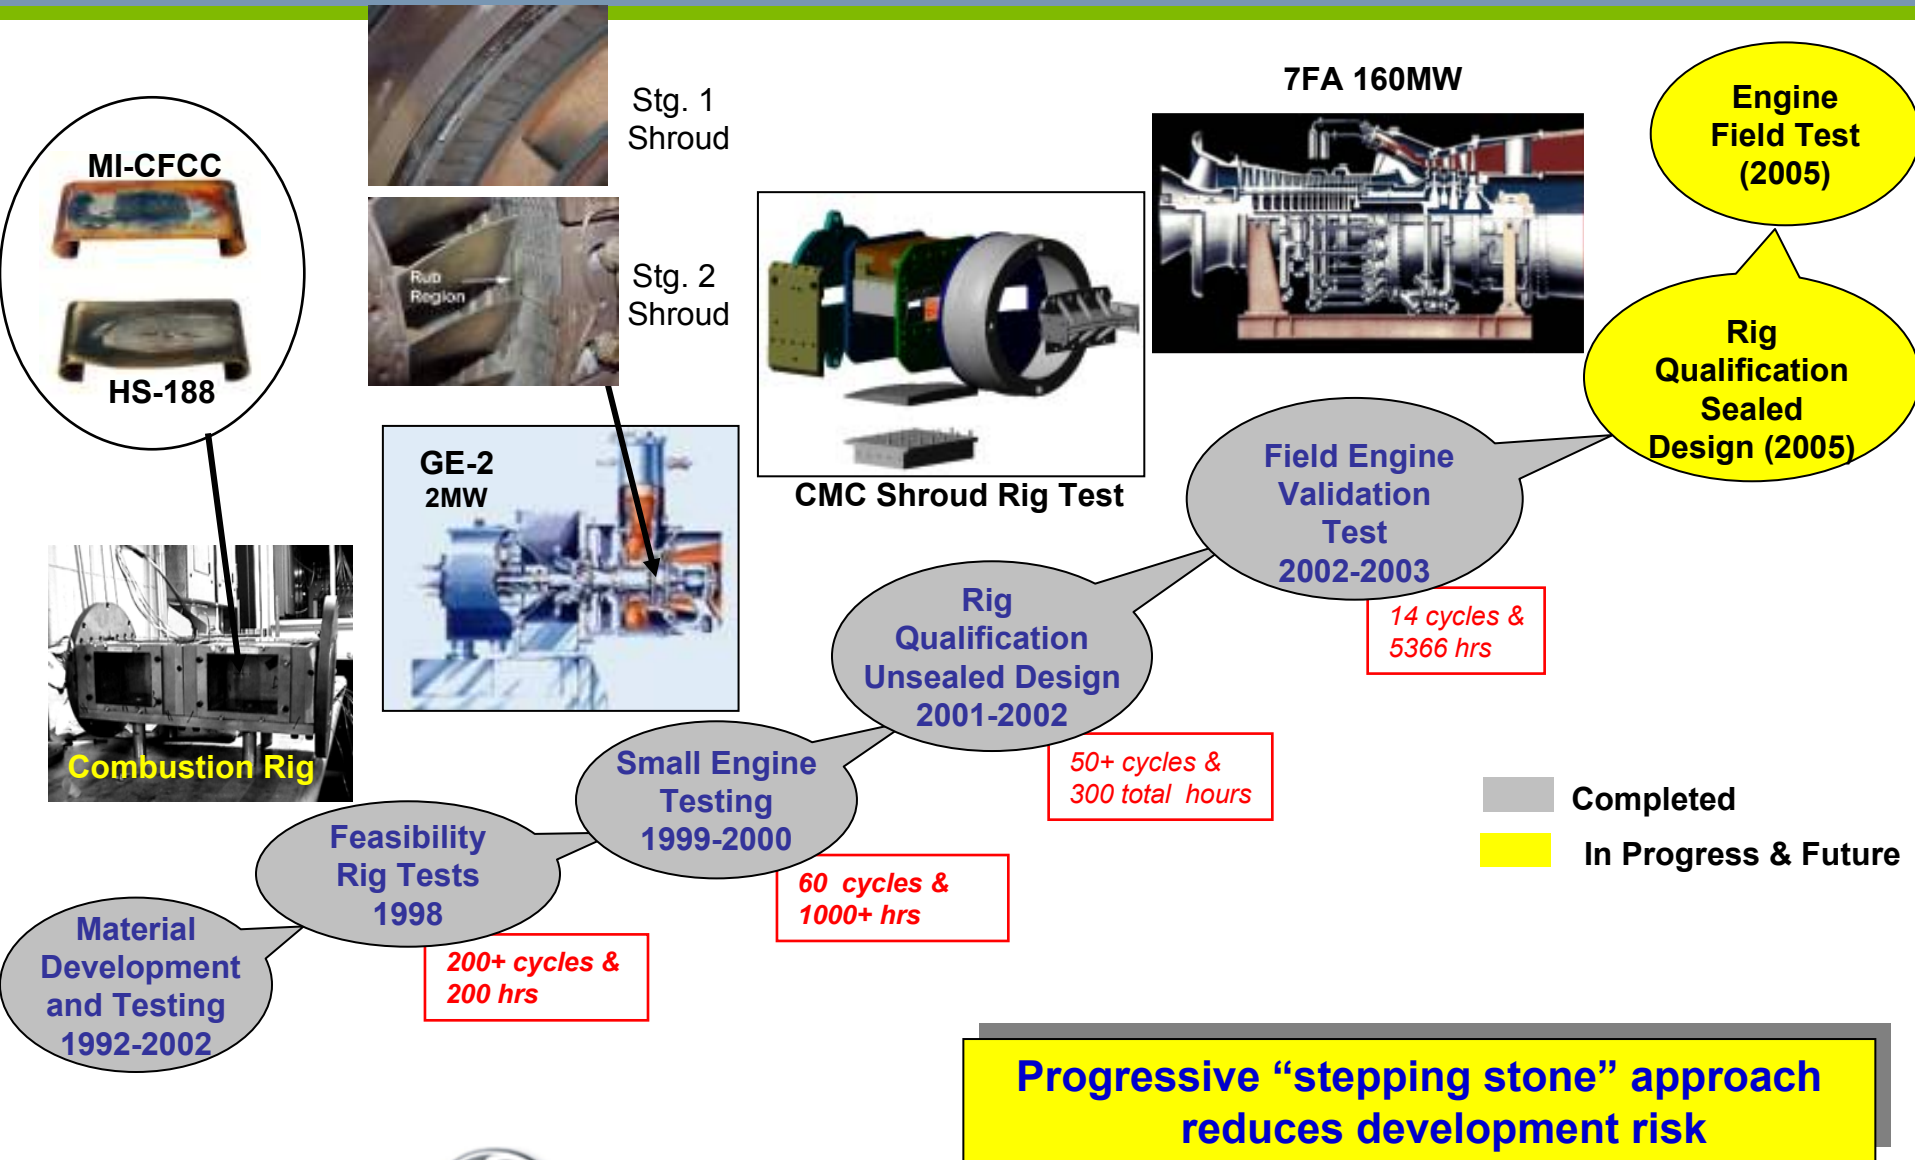 MI-CFCC
HS-188
Combustion Rig
Stg. 1
Shroud
Rub
Region
Stg. 2
Shroud
GE-2
2MW
CMC Shroud Rig Test
7FA 160MW
Engine
Field Test
(2005)
Rig
Qualification
Sealed
Design (2005)
Field Engine
Validation
Test
2002-2003
14 cycles &
5366 hrs
Rig
Qualification
Unsealed Design
2001-2002
50+ cycles &
300 total hours
Small Engine
Testing
1999-2000
60 cycles &
1000+ hrs
Feasibility
Rig Tests
1998
200+ cycles &
200 hrs
Material
Development
and Testing
1992-2002
Completed
In Progress & Future
Progressive “stepping stone” approach
reduces development risk